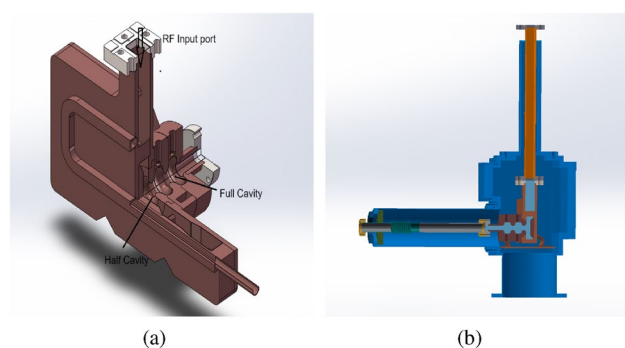 RF Input port
Full Cavity
Half Cavity
(a)
(b)